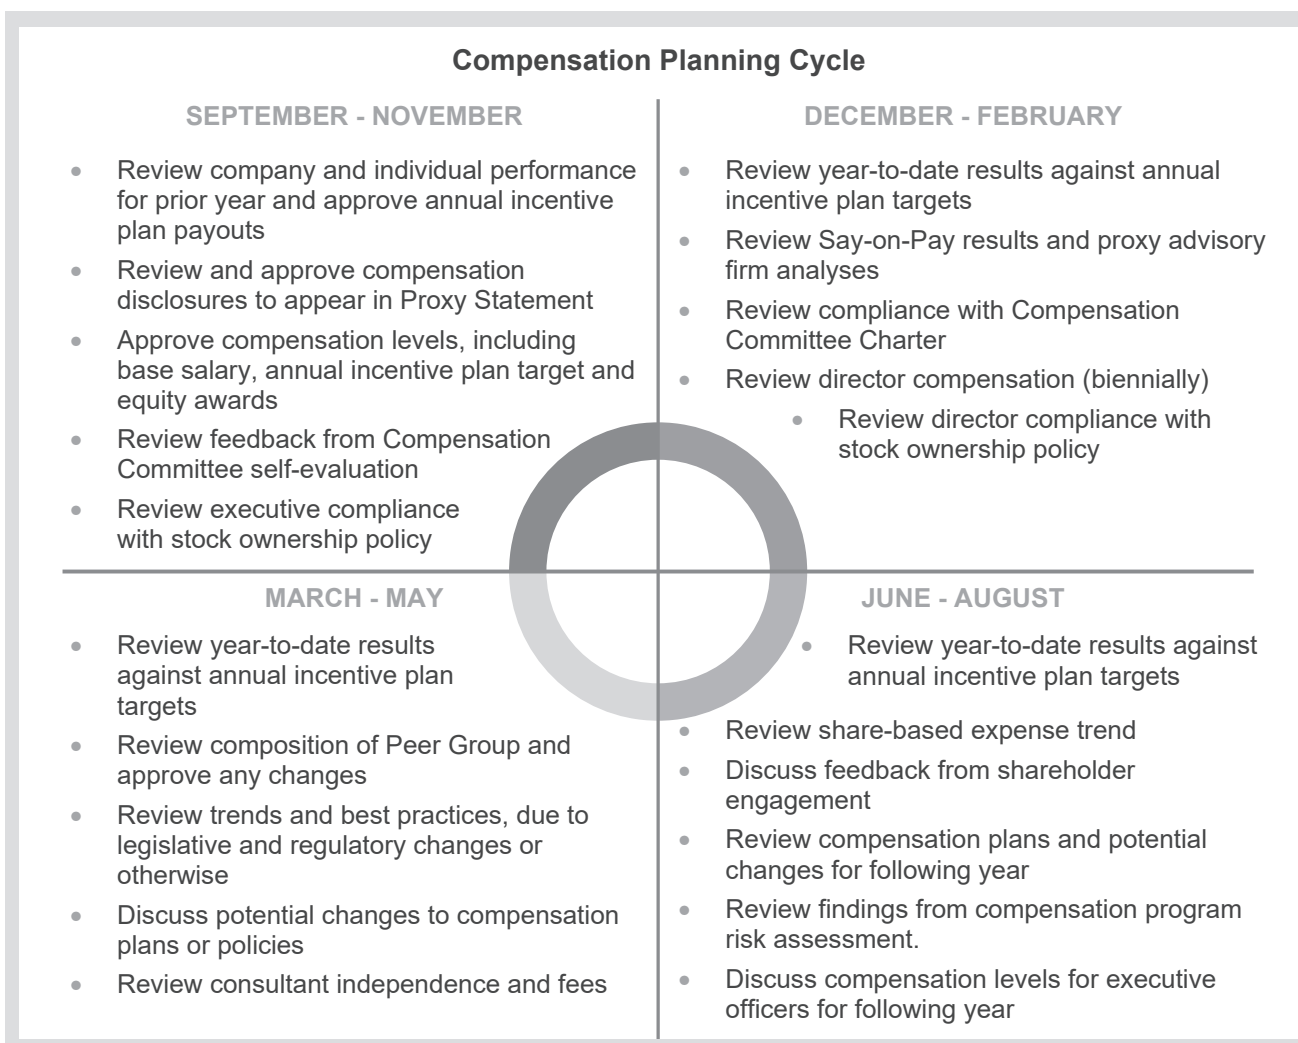 Compensation Planning Cycle
SEPTEMBER - NOVEMBER
• Review company and individual performance
for prior year and approve annual incentive
plan payouts
• Review and approve compensation
disclosures to appear in Proxy Statement
• Approve compensation levels, including
base salary, annual incentive plan target and
equity awards
• Review feedback from Compensation
Committee self-evaluation
• Review executive compliance
with stock ownership policy
DECEMBER - FEBRUARY
• Review year-to-date results against annual
incentive plan targets
• Review Say-on-Pay results and proxy advisory
firm analyses
• Review compliance with Compensation
Committee Charter
• Review director compensation (biennially)
• Review director compliance with
stock ownership policy
MARCH - MAY
• Review year-to-date results
against annual incentive plan
targets
• Review composition of Peer Group and
approve any changes
• Review trends and best practices, due to
legislative and regulatory changes or
otherwise
• Discuss potential changes to compensation
plans or policies
• Review consultant independence and fees
JUNE - AUGUST
• Review year-to-date results against
annual incentive plan targets
• Review share-based expense trend
• Discuss feedback from shareholder
engagement
• Review compensation plans and potential
changes for following year
• Review findings from compensation program
risk assessment.
• Discuss compensation levels for executive
officers for following year